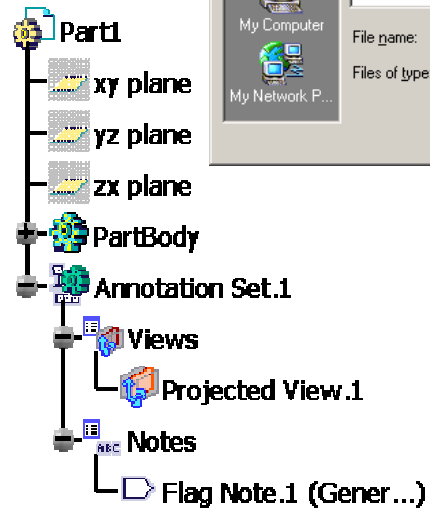 Part1
xy plane
yz plane
zx plane
PartBody
Annotation Set.1
Views
Projected View.1
ABC Notes
Flag Note.1 (Gener...)
My Computer
My Network P...
File name:
Files of type